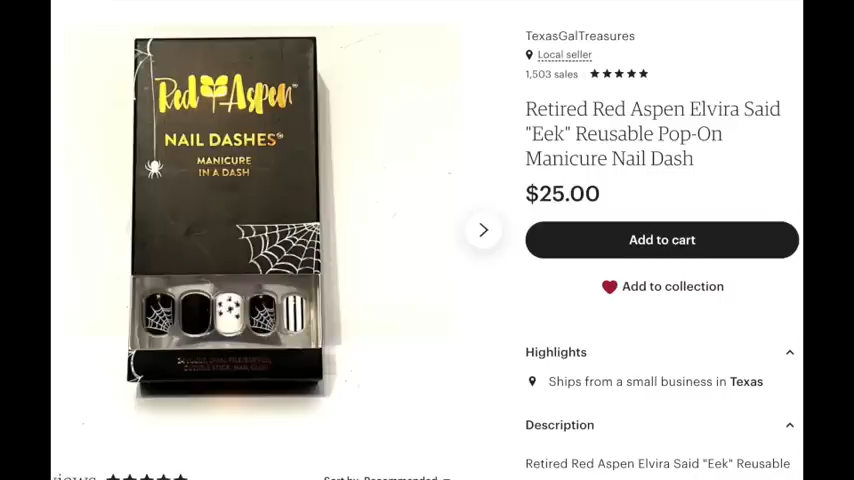 Red Aspen
NAIL DASHES
MANICURE
IN A DASH
TexasGalTreasures
Local seller
1,503 sales
Retired Red Aspen Elvira Said
"Eek" Reusable Pop-On
Manicure Nail Dash
$25.00
Add to cart
Add to collection
Highlights
Ships from a small business in Texas
Description
Retired Red Aspen Elvira Said "Eek" Reusable